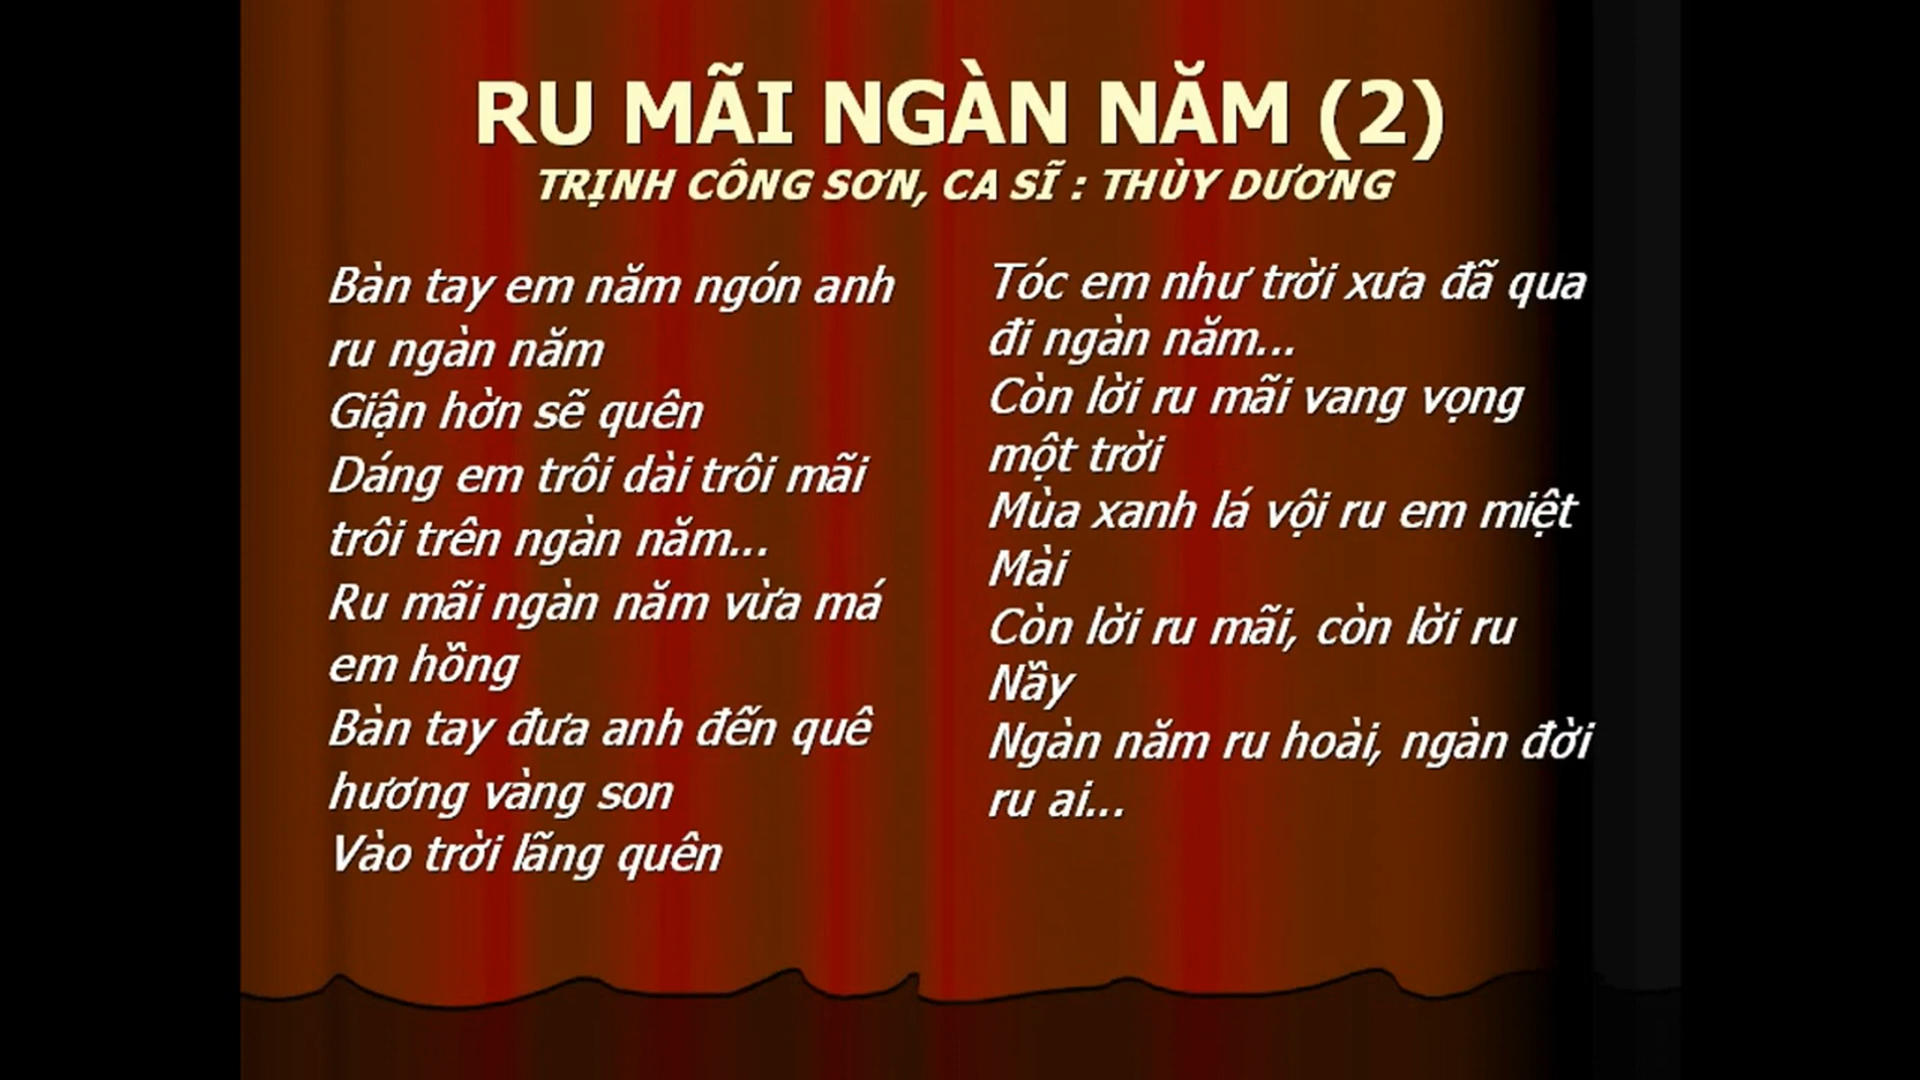 RU MÃI NGÀN NĂM (2)
TRỊNH CÔNG SƠN, CA SĨ : THÙY DƯƠNG
Bàn tay em năm ngón anh
ru ngàn năm
Giận hờn sẽ quên
Dáng em trôi dài trôi mãi
trôi trên ngàn năm...
Ru mãi ngàn năm vừa má
em hồng
Bàn tay đưa anh đến quê
hương vàng son
Vào trời lãng quên
Tóc em như trời xưa đã qua
đi ngàn năm...
Còn lời ru mãi vang vọng
một trời
Mùa xanh lá vội ru em miệt
Mài
Còn lời ru mãi, còn lời ru
Nầy
Ngàn năm ru hoài, ngàn đời
ru ai...